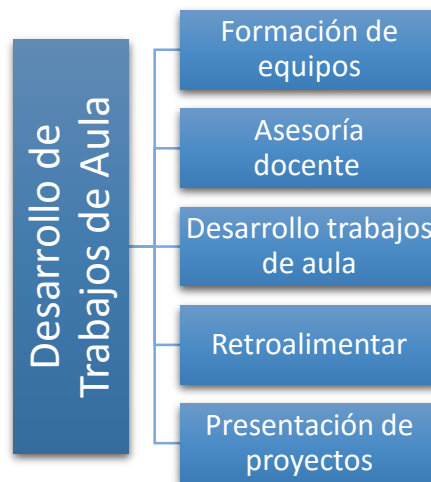 Desarrollo de
Trabajos de Aula
Formación de
equipos
Asesoría
docente
Desarrollo trabajos
de aula
Retroalimentar
Presentación de
proyectos